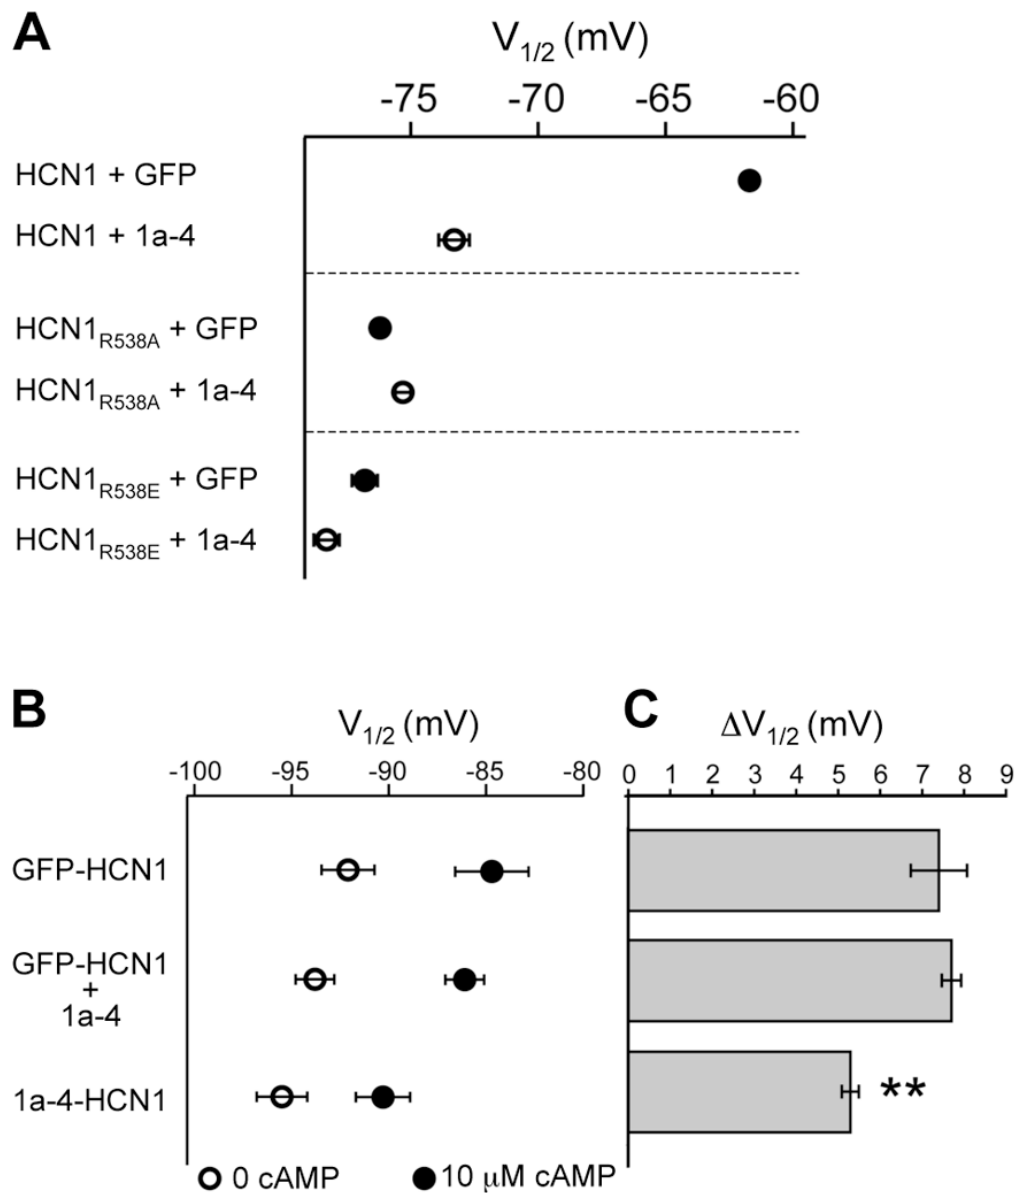 A
V1/2 (mV)
-75 -70 -65 -60
HCN1 + GFP
HCN1 + 1a-4
HCN1R538A + GFP
HCN1R538A + 1a-4
HCN1R538E + GFP
HCN1R538E + 1a-4
B
V1/2 (mV)
-100 -95 -90 -85 -80
C
ΔV1/2 (mV)
0 1 2 3 4 5 6 7 8 9
GFP-HCN1
GFP-HCN1
+
1a-4
1a-4-HCN1
**
0 cAMP
10 μM cAMP